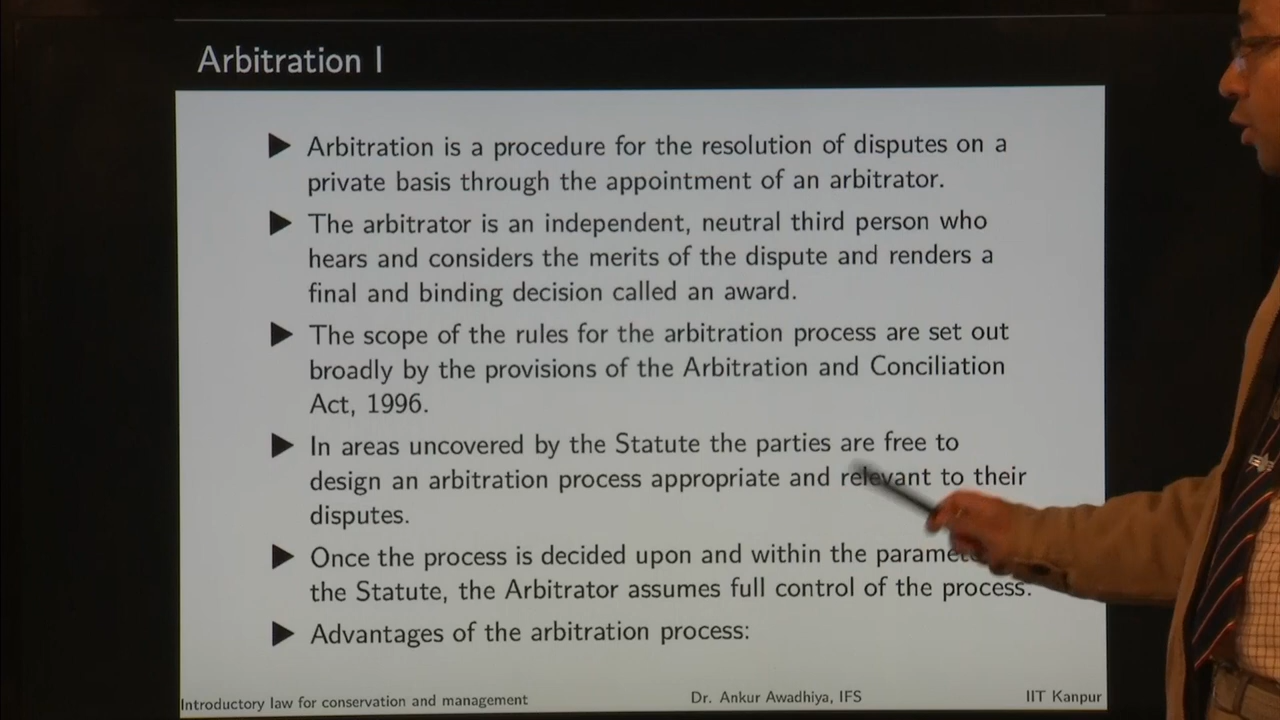 Arbitration I
▶ Arbitration is a procedure for the resolution of disputes on a
private basis through the appointment of an arbitrator.
▶ The arbitrator is an independent, neutral third person who
hears and considers the merits of the dispute and renders a
final and binding decision called an award.
▶ The scope of the rules for the arbitration process are set out
broadly by the provisions of the Arbitration and Conciliation
Act, 1996.
▶ In areas uncovered by the Statute the parties are free to
design an arbitration process appropriate and relevant to their
disputes.
▶ Once the process is decided upon and within the
the Statute, the Arbitrator assumes full control of the process.
▶ Advantages of the arbitration process:
Introductory law for conservation and management Dr. Ankur Awadhiya, IFS IIT Kanpur